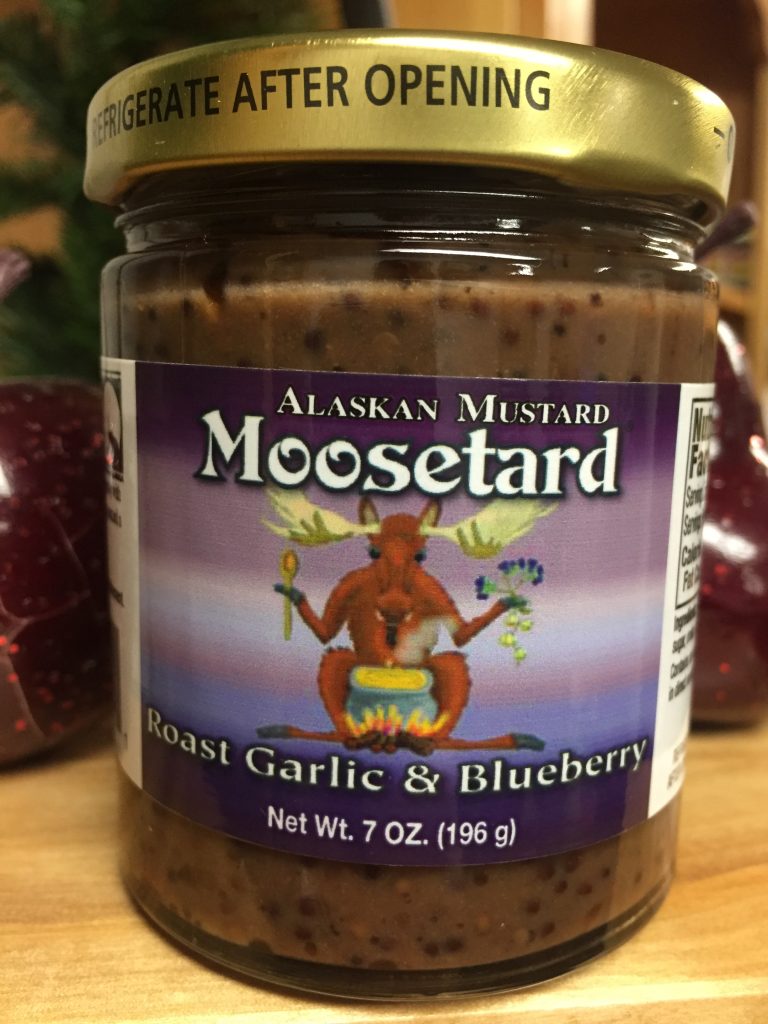 REFRIGERATE AFTER OPENING
ALASKAN MUSTARD
Moosetard
Roast Garlic & Blueberry
Net Wt. 7 OZ. (196 g)